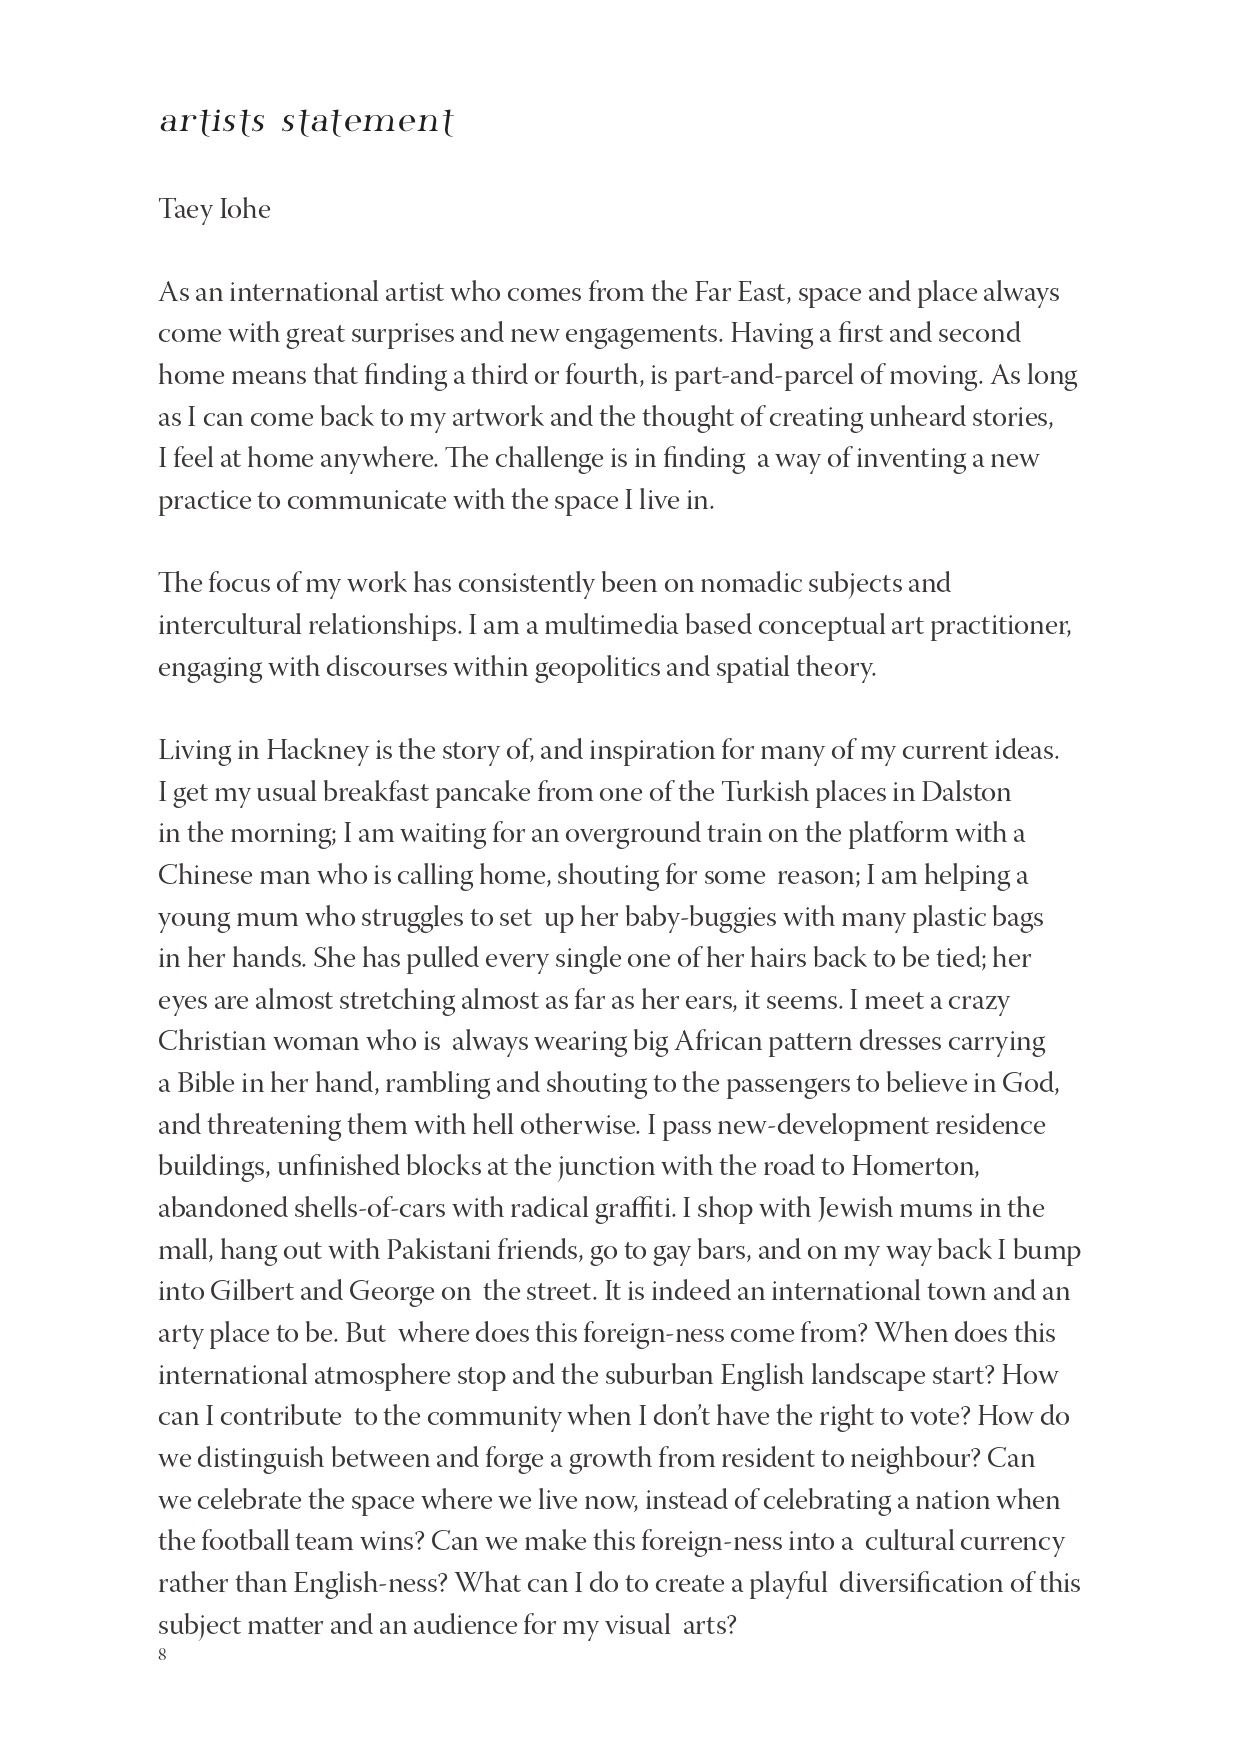 artists statement
Taey Iohe
As an international artist who comes from the Far East, space and place always
come with great surprises and new engagements. Having a first and second
home means that finding a third or fourth, is part-and-parcel of moving. As long
as I can come back to my artwork and the thought of creating unheard stories,
I feel at home anywhere. The challenge is in finding a way of inventing a new
practice to communicate with the space I live in.
The focus of my work has consistently been on nomadic subjects and
intercultural relationships. I am a multimedia based conceptual art practitioner,
engaging with discourses within geopolitics and spatial theory.
Living in Hackney is the story of, and inspiration for many of my current ideas.
I get my usual breakfast pancake from one of the Turkish places in Dalston
in the morning; I am waiting for an overground train on the platform with a
Chinese man who is calling home, shouting for some reason; I am helping a
young mum who struggles to set up her baby-buggies with many plastic bags
in her hands. She has pulled every single one of her hairs back to be tied; her
eyes are almost stretching almost as far as her ears, it seems. I meet a crazy
Christian woman who is always wearing big African pattern dresses carrying
a Bible in her hand, rambling and shouting to the passengers to believe in God,
and threatening them with hell otherwise. I pass new-development residence
buildings, unfinished blocks at the junction with the road to Homerton,
abandoned shells-of-cars with radical graffiti. I shop with Jewish mums in the
mall, hang out with Pakistani friends, go to gay bars, and on my way back I bump
into Gilbert and George on the street. It is indeed an international town and an
arty place to be. But where does this foreign-ness come from? When does this
international atmosphere stop and the suburban English landscape start? How
can I contribute to the community when I don't have the right to vote? How do
we distinguish between and forge a growth from resident to neighbour? Can
we celebrate the space where we live now, instead of celebrating a nation when
the football team wins? Can we make this foreign-ness into a cultural currency
rather than English-ness? What can I do to create a playful diversification of this
subject matter and an audience for my visual arts?
8